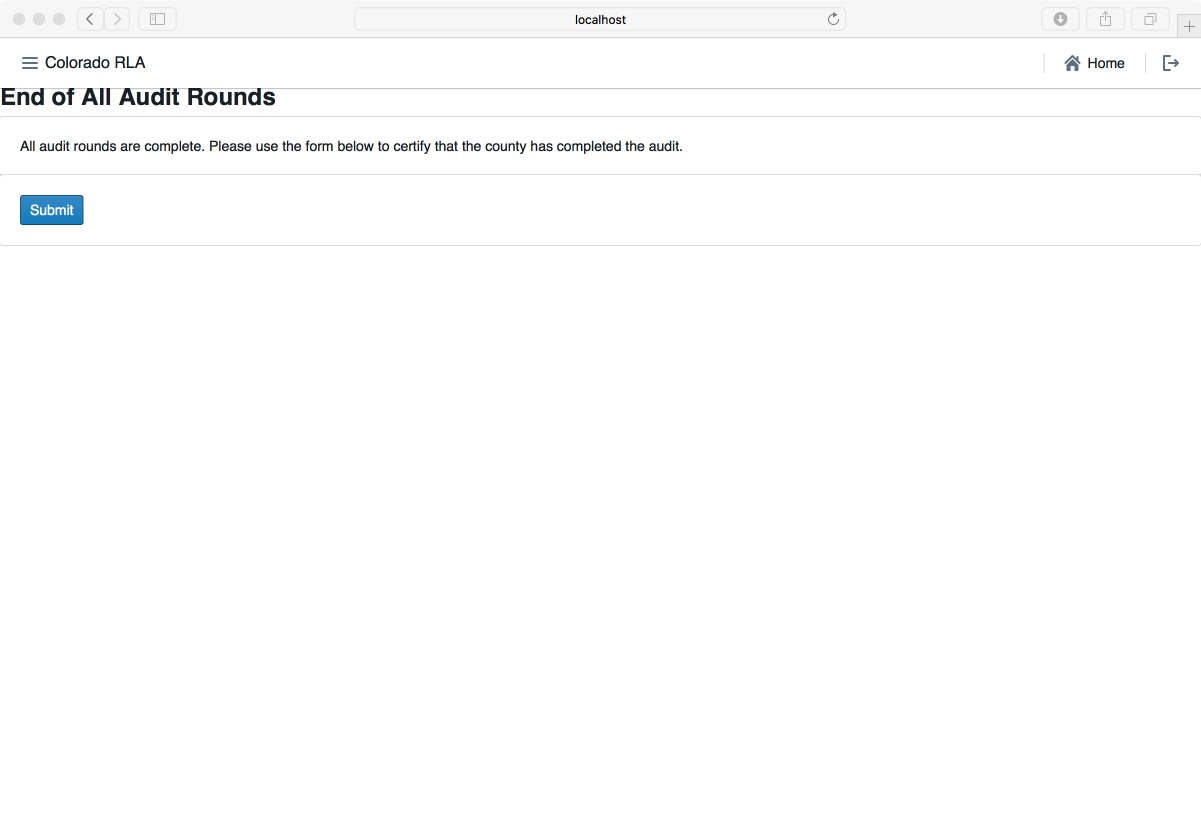 localhost
Colorado RLA
Home
End of All Audit Rounds
All audit rounds are complete. Please use the form below to certify that the county has completed the audit.
Submit